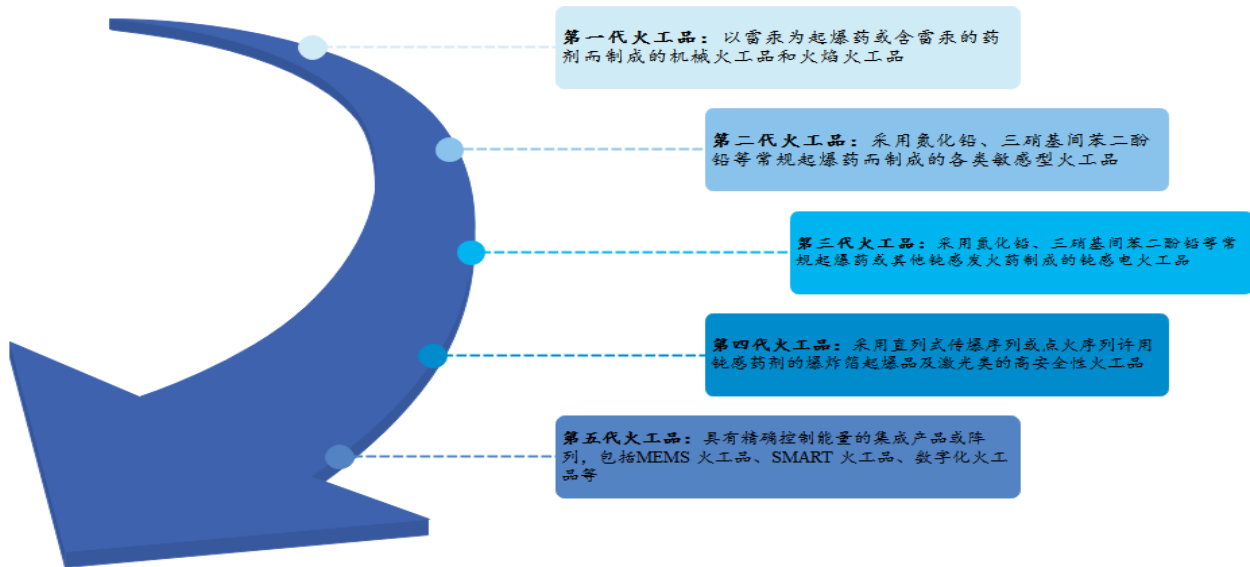 第一代火工品：以雷汞为起爆药或含雷汞的药
剂而制成的机械火工品和火焰火工品
第二代火工品：采用氮化铅、三硝基间苯二酚
铅等常规起爆药而制成的各类敏感型火工品
第三代火工品：采用氮化铅、三硝基间苯二酚铅等常
规起爆药或其他钝感发火药制成的钝感电火工品
第四代火工品：采用直列式传爆序列或点火序列许用
钝感药剂的爆炸箔起爆品及激光类的高安全性火工品
第五代火工品：具有精确控制能量的集成产品或阵
列，包括MEMS 火工品、SMART 火工品、数字化火工
品等